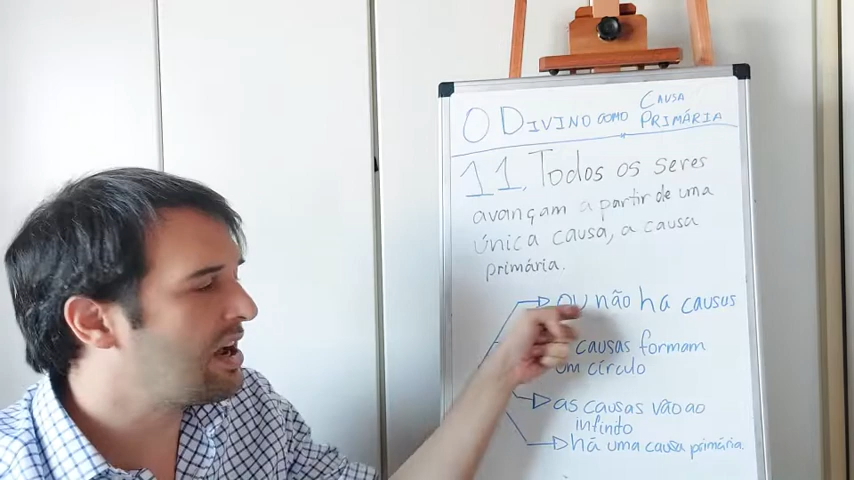 O DIVINO COMO CAUSA PRIMÁRIA
11. Todos os seres
avançam a partir de uma
única causa, a causa
primária.
OU não há causas
causas formam
um círculo
as causas vão ao
infinto
há uma causa primária.